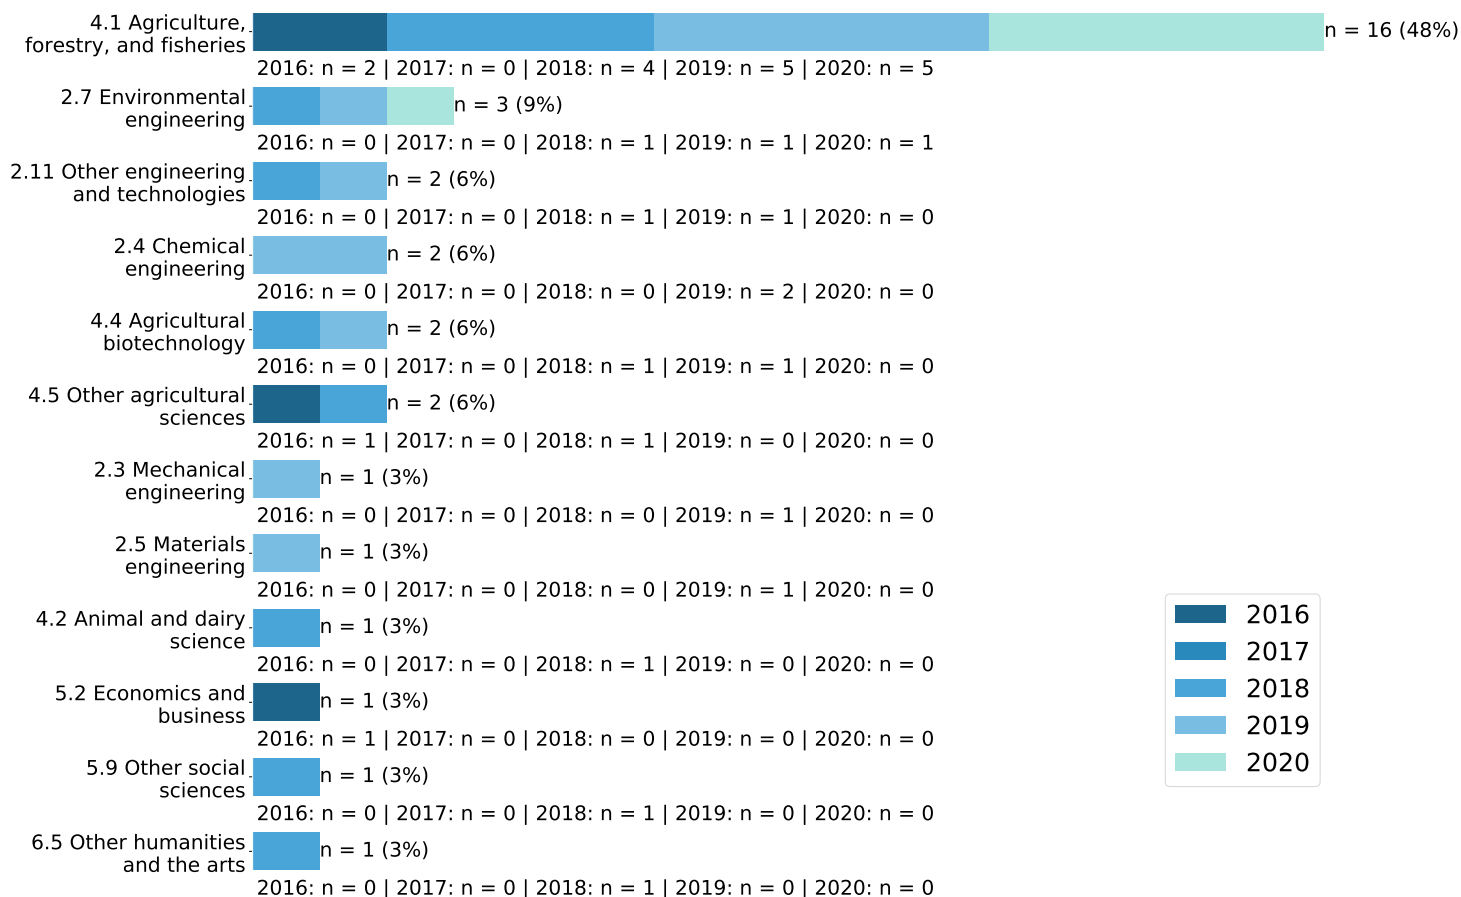 4.1 Agriculture,
forestry, and fisheries
n = 16 (48%)
2016: n = 2 | 2017: n = 0 | 2018: n = 4 | 2019: n = 5 | 2020: n = 5
2.7 Environmental
engineering
n = 3 (9%)
2016: n = 0 | 2017: n = 0 | 2018: n = 1 | 2019: n = 1 | 2020: n = 1
2.11 Other engineering
and technologies
n = 2 (6%)
2016: n = 0 | 2017: n = 0 | 2018: n = 1 | 2019: n = 1 | 2020: n = 0
2.4 Chemical
engineering
n = 2 (6%)
2016: n = 0 | 2017: n = 0 | 2018: n = 0 | 2019: n = 2 | 2020: n = 0
4.4 Agricultural
biotechnology
n = 2 (6%)
2016: n = 0 | 2017: n = 0 | 2018: n = 1 | 2019: n = 1 | 2020: n = 0
4.5 Other agricultural
sciences
n = 2 (6%)
2016: n = 1 | 2017: n = 0 | 2018: n = 1 | 2019: n = 0 | 2020: n = 0
2.3 Mechanical
engineering
n = 1 (3%)
2016: n = 0 | 2017: n = 0 | 2018: n = 0 | 2019: n = 1 | 2020: n = 0
2.5 Materials
engineering
n = 1 (3%)
2016: n = 0 | 2017: n = 0 | 2018: n = 0 | 2019: n = 1 | 2020: n = 0
4.2 Animal and dairy
science
n = 1 (3%)
2016: n = 0 | 2017: n = 0 | 2018: n = 1 | 2019: n = 0 | 2020: n = 0
5.2 Economics and
business
n = 1 (3%)
2016: n = 1 | 2017: n = 0 | 2018: n = 0 | 2019: n = 0 | 2020: n = 0
5.9 Other social
sciences
n = 1 (3%)
2016: n = 0 | 2017: n = 0 | 2018: n = 1 | 2019: n = 0 | 2020: n = 0
6.5 Other humanities
and the arts
n = 1 (3%)
2016: n = 0 | 2017: n = 0 | 2018: n = 1 | 2019: n = 0 | 2020: n = 0
2016
2017
2018
2019
2020